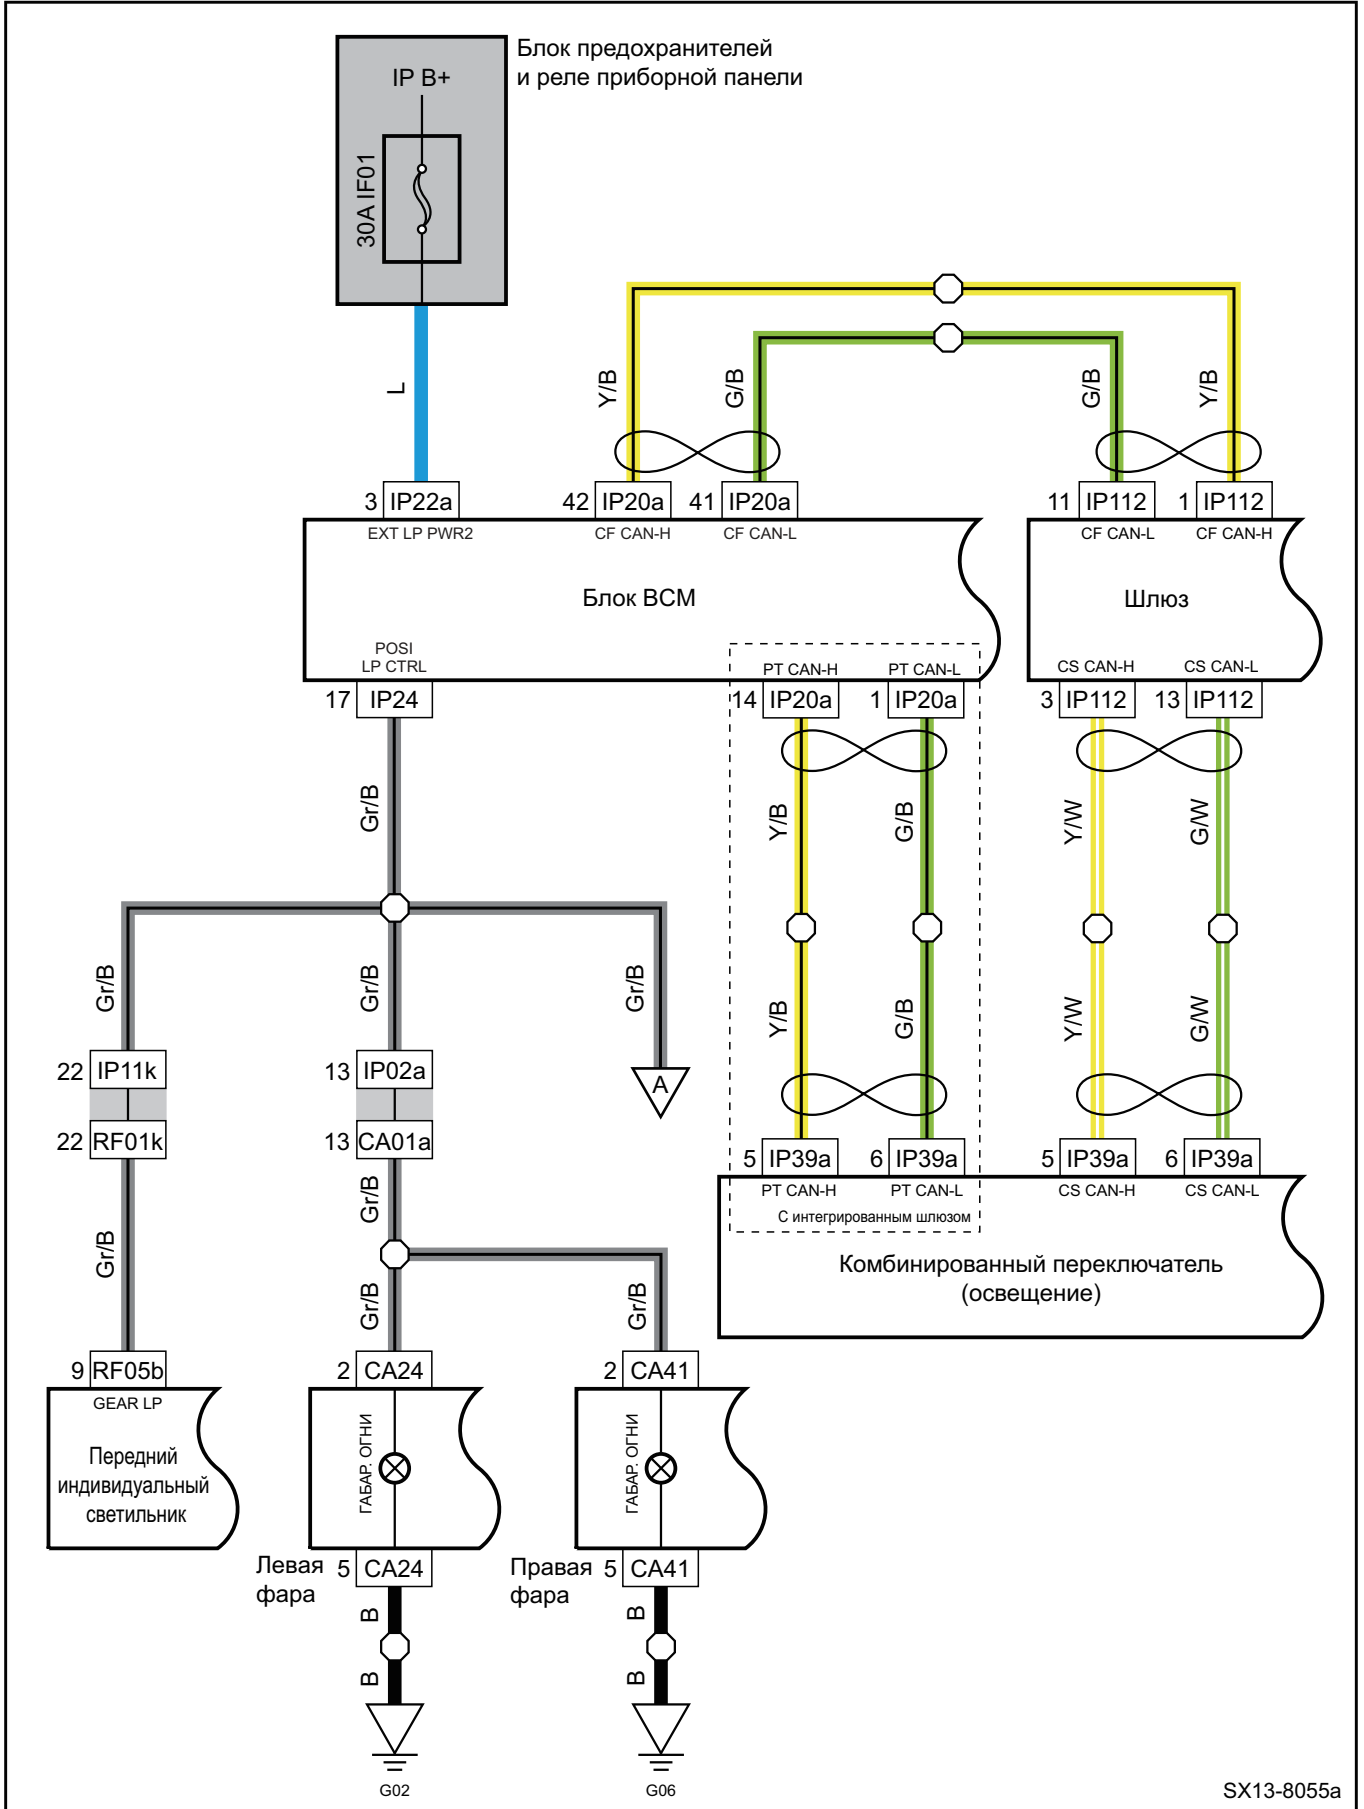 Блок предохранителей
и реле приборной панели
IP B+
30A IF01
L
Y/B
G/B
G/B
Y/B
3 IP22a
42 IP20a
41 IP20a
11 IP112
1 IP112
EXT LP PWR2
CF CAN-H
CF CAN-L
CF CAN-L
CF CAN-H
Блок BCM
Шлюз
POSI
LP CTRL
PT CAN-H
PT CAN-L
CS CAN-H
CS CAN-L
17 IP24
14 IP20a
1 IP20a
3 IP112
13 IP112
Gr/B
Y/B
G/B
Y/W
G/W
Gr/B
Gr/B
Gr/B
Y/B
G/B
Y/W
G/W
22 IP11k
13 IP02a
A
22 RF01k
13 CA01a
5 IP39a
6 IP39a
5 IP39a
6 IP39a
PT CAN-H
PT CAN-L
CS CAN-H
CS CAN-L
С интегрированным шлюзом
Gr/B
Gr/B
Комбинированный переключатель
(освещение)
Gr/B
Gr/B
9 RF05b
2 CA24
2 CA41
GEAR LP
Передний
индивидуальный
светильник
ГАБАР. ОГНИ
ГАБАР. ОГНИ
Левая
фара
5 CA24
Правая
фара
5 CA41
B
B
B
B
G02
G06
SX13-8055a